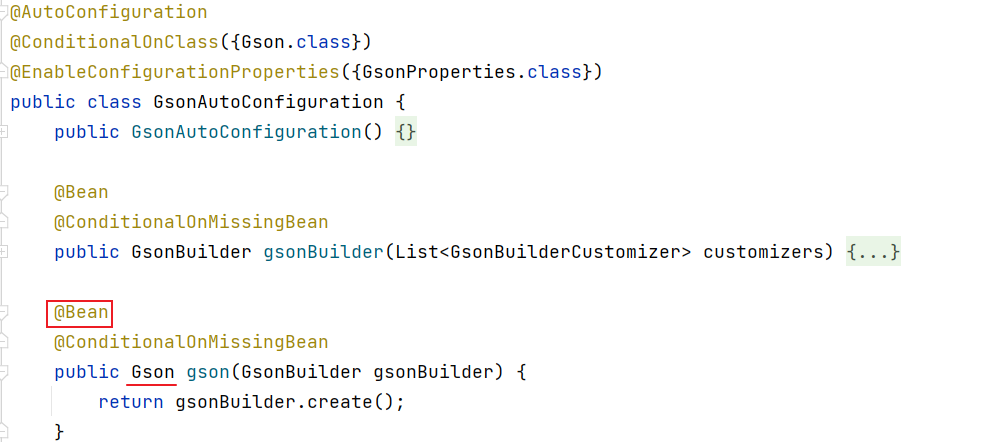 @AutoConfiguration
@ConditionalOnClass({Gson.class})
@EnableConfigurationProperties({GsonProperties.class})
public class GsonAutoConfiguration {
public GsonAutoConfiguration() {}
@Bean
@ConditionalOnMissingBean
public GsonBuilder gsonBuilder(List<GsonBuilderCustomizer> customizers) {...}
@Bean
@ConditionalOnMissingBean
public Gson gson(GsonBuilder gsonBuilder) {
return gsonBuilder.create();
}